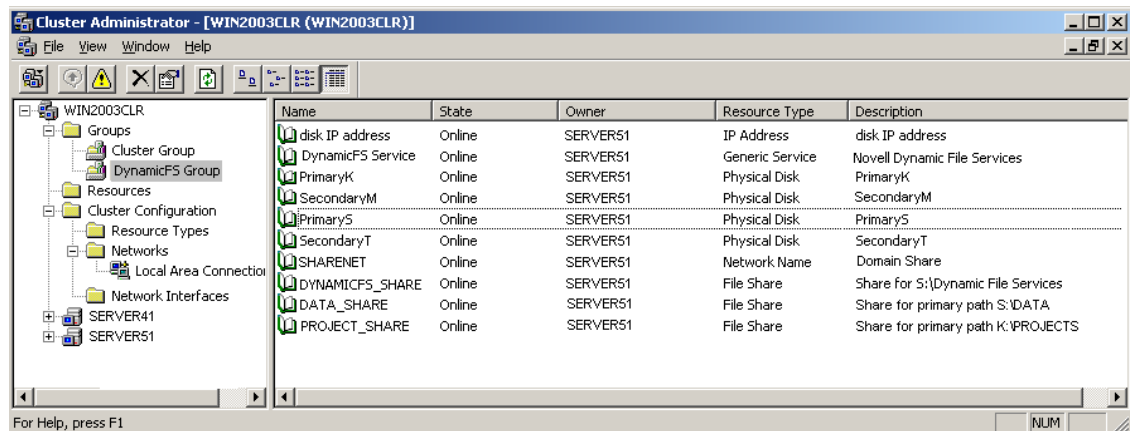 Cluster Administrator - [WIN2003CLR (WIN2003CLR)]
File View Window Help
WIN2003CLR
Groups
Cluster Group
DynamicFS Group
Resources
Cluster Configuration
Resource Types
Networks
Local Area Connectio
Network Interfaces
SERVER41
SERVER51
Name State Owner Resource Type Description
disk IP address Online SERVER51 IP Address disk IP address
DynamicFS Service Online SERVER51 Generic Service Novell Dynamic File Services
PrimaryK Online SERVER51 Physical Disk PrimaryK
SecondaryM Online SERVER51 Physical Disk SecondaryM
PrimaryS Online SERVER51 Physical Disk PrimaryS
SecondaryT Online SERVER51 Physical Disk SecondaryT
SHARENET Online SERVER51 Network Name Domain Share
DYNAMICFS_SHARE Online SERVER51 File Share Share for S:\Dynamic File Services
DATA_SHARE Online SERVER51 File Share Share for primary path S:\DATA
PROJECT_SHARE Online SERVER51 File Share Share for primary path K:\PROJECTS
For Help, press F1
NUM